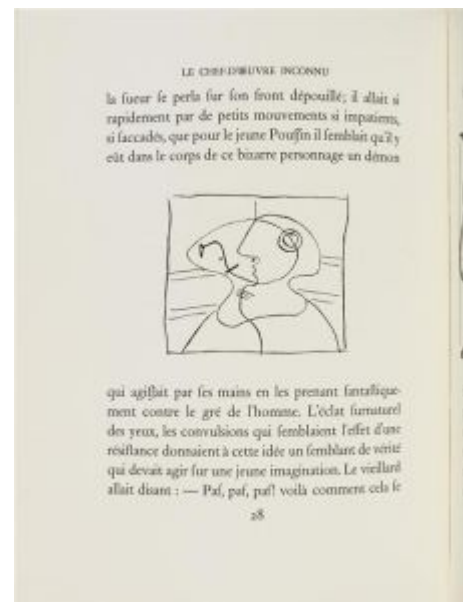 LE CHEF-D'ŒUVRE INCONNU
la ſueur ſe perla ſur ſon front dépouillé; il allait si
rapidement par de petits mouvements si impatients,
si ſaccadés, que pour le jeune Pouſſin il ſemblait qu'il y
eût dans le corps de ce bizarre personnage un démon
qui agiſſait par ſes mains en les prenant fantaſtique-
ment contre le gré de l'homme. L'éclat ſurnaturel
des yeux, les convulsions qui ſemblaient l'effet d'une
réſiſtance donnaient à cette idée un ſemblant de vérité
qui devait agir ſur une jeune imagination. Le vieillard
allait disant : — Paf, paf, paf! voilà comment cela ſe
28